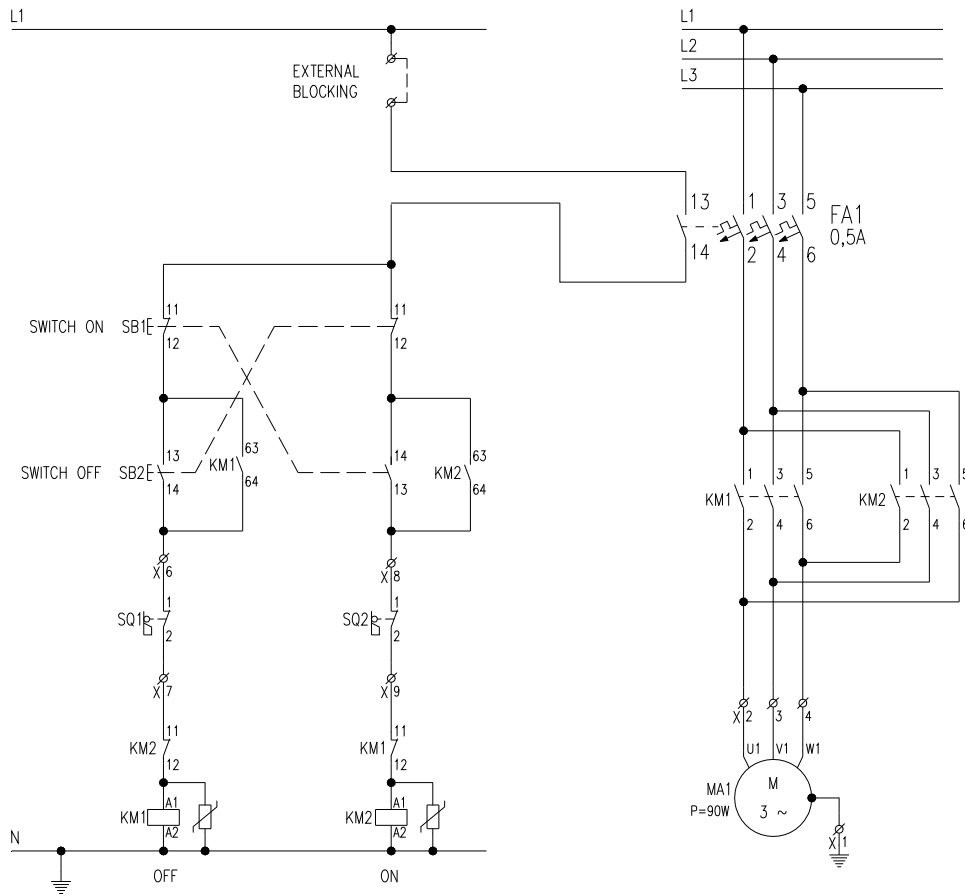 L1
L1
L2
L3
EXTERNAL
BLOCKING
13 1 3 5
FA1
0,5A
14 2 4 6
11 11
SWITCH ON SB1
12 12
13 14 63 63
KM1 KM2
SWITCH OFF SB2
14 64 13 64
1 3 5 1 3 5
KM1 KM2
2 4 6 2 4 6
X 6 X 8
1 1
SQ1 SQ2
2 2
X 7 X 9
X 2 3 4
11 11
KM2 KM1
12 12
U1 V1 W1
M
3 ~
MA1
P=90W
A1 A1
KM1 KM2
A2 A2
X 1
N
OFF ON